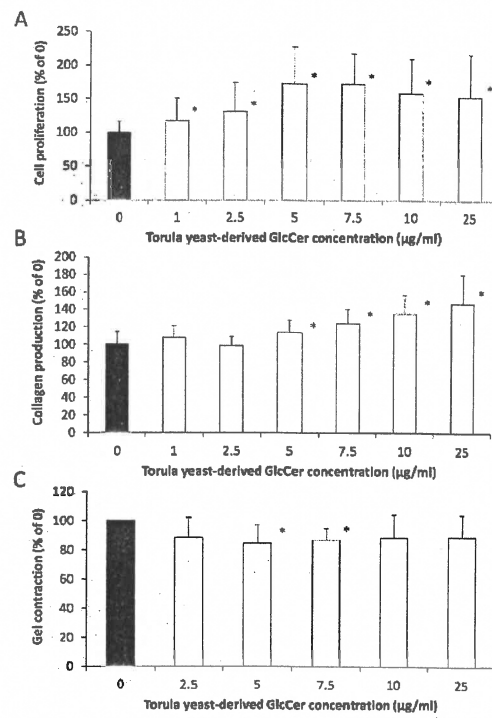 A
Cell proliferation (% of 0)
250
200
150
100
50
0
* * * * * *
0 1 2.5 5 7.5 10 25
Torula yeast-derived GlcCer concentration (µg/ml)
B
Collagen production (% of 0)
200
180
160
140
120
100
80
60
40
20
0
* * * *
0 1 2.5 5 7.5 10 25
Torula yeast-derived GlcCer concentration (µg/ml)
C
Gel contraction (% of 0)
120
100
80
60
40
20
0
* *
0 2.5 5 7.5 10 25
Torula yeast-derived GlcCer concentration (µg/ml)